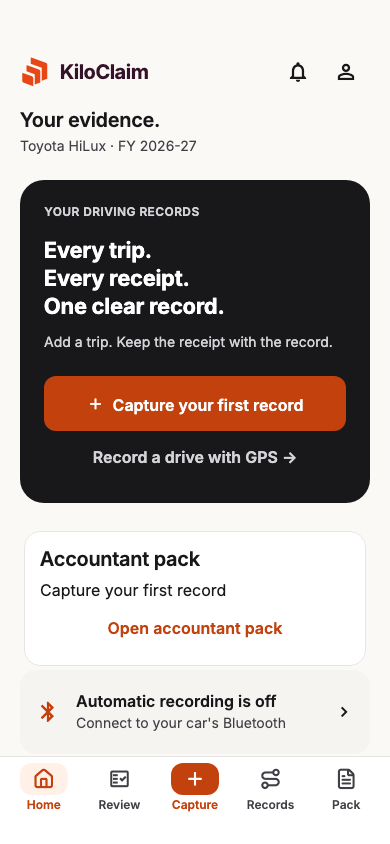 KiloClaim
Your evidence.
Toyota HiLux · FY 2026-27
YOUR DRIVING RECORDS
Every trip.
Every receipt.
One clear record.
Add a trip. Keep the receipt with the record.
+ Capture your first record
Record a drive with GPS →
Accountant pack
Capture your first record
Open accountant pack
Automatic recording is off
Connect to your car's Bluetooth
Home Review Capture Records Pack